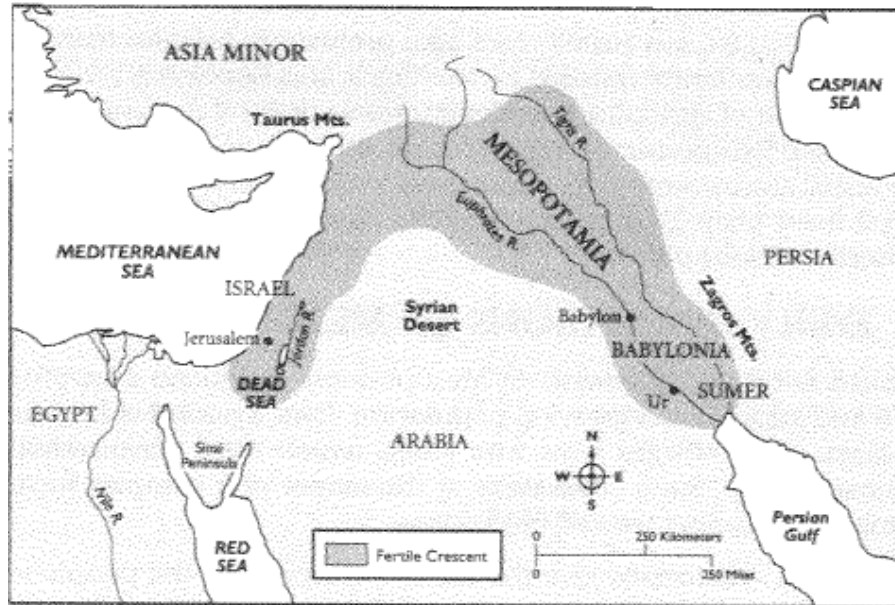 ASIA MINOR
CASPIAN
SEA
Taurus Mts.
Tigris R.
MESOPOTAMIA
Euphrates R.
MEDITERRANEAN
SEA
PERSIA
ISRAEL
Syrian
Desert
Zagros Mts.
Jerusalem
Jordan R.
Babylon
BABYLONIA
DEAD
SEA
SUMER
Ur
EGYPT
ARABIA
Sinai
Peninsula
N
W
E
S
Nile R.
RED
SEA
Fertile Crescent
0
250 Kilometers
0
250 Miles
Persian
Gulf